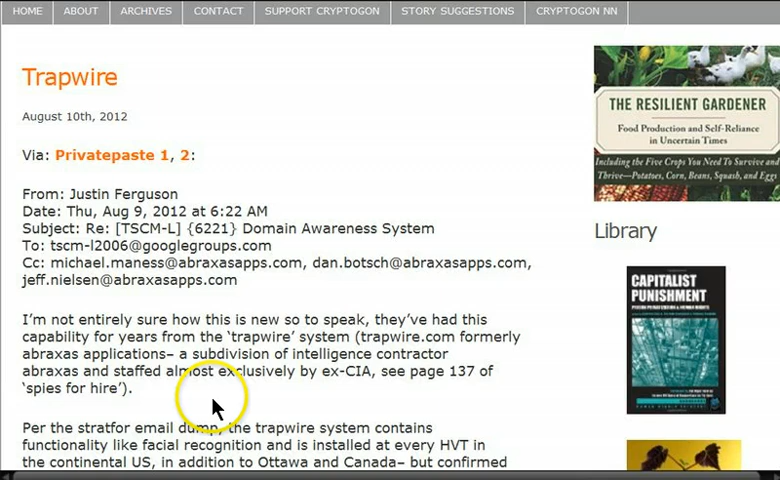 HOME
ABOUT
ARCHIVES
CONTACT
SUPPORT CRYPTOGON
STORY SUGGESTIONS
CRYPTOGON NN
Trapwire
August 10th, 2012
Via: Privatepaste 1, 2:
From: Justin Ferguson
Date: Thu, Aug 9, 2012 at 6:22 AM
Subject: Re: [TSCM-L] {6221} Domain Awareness System
To: tscm-l2006@googlegroups.com
Cc: michael.maness@abraxasapps.com, dan.botsch@abraxasapps.com,
jeff.nielsen@abraxasapps.com
I’m not entirely sure how this is new so to speak, they’ve had this
capability for years from the ‘trapwire’ system (trapwire.com formerly
abraxas applications– a subdivision of intelligence contractor
abraxas and staffed almost exclusively by ex-CIA, see page 137 of
‘spies for hire’).
Per the stratfor email dump, the trapwire system contains
functionality like facial recognition and is installed at every HVT in
the continental US, in addition to Ottawa and Canada– but confirmed
THE RESILIENT GARDENER
Food Production and Self-Reliance
in Uncertain Times
Including the Five Crops You Need To Survive and
Thrive—Potatoes, Corn, Beans, Squash, and Eggs
Library
CAPITALIST
PUNISHMENT